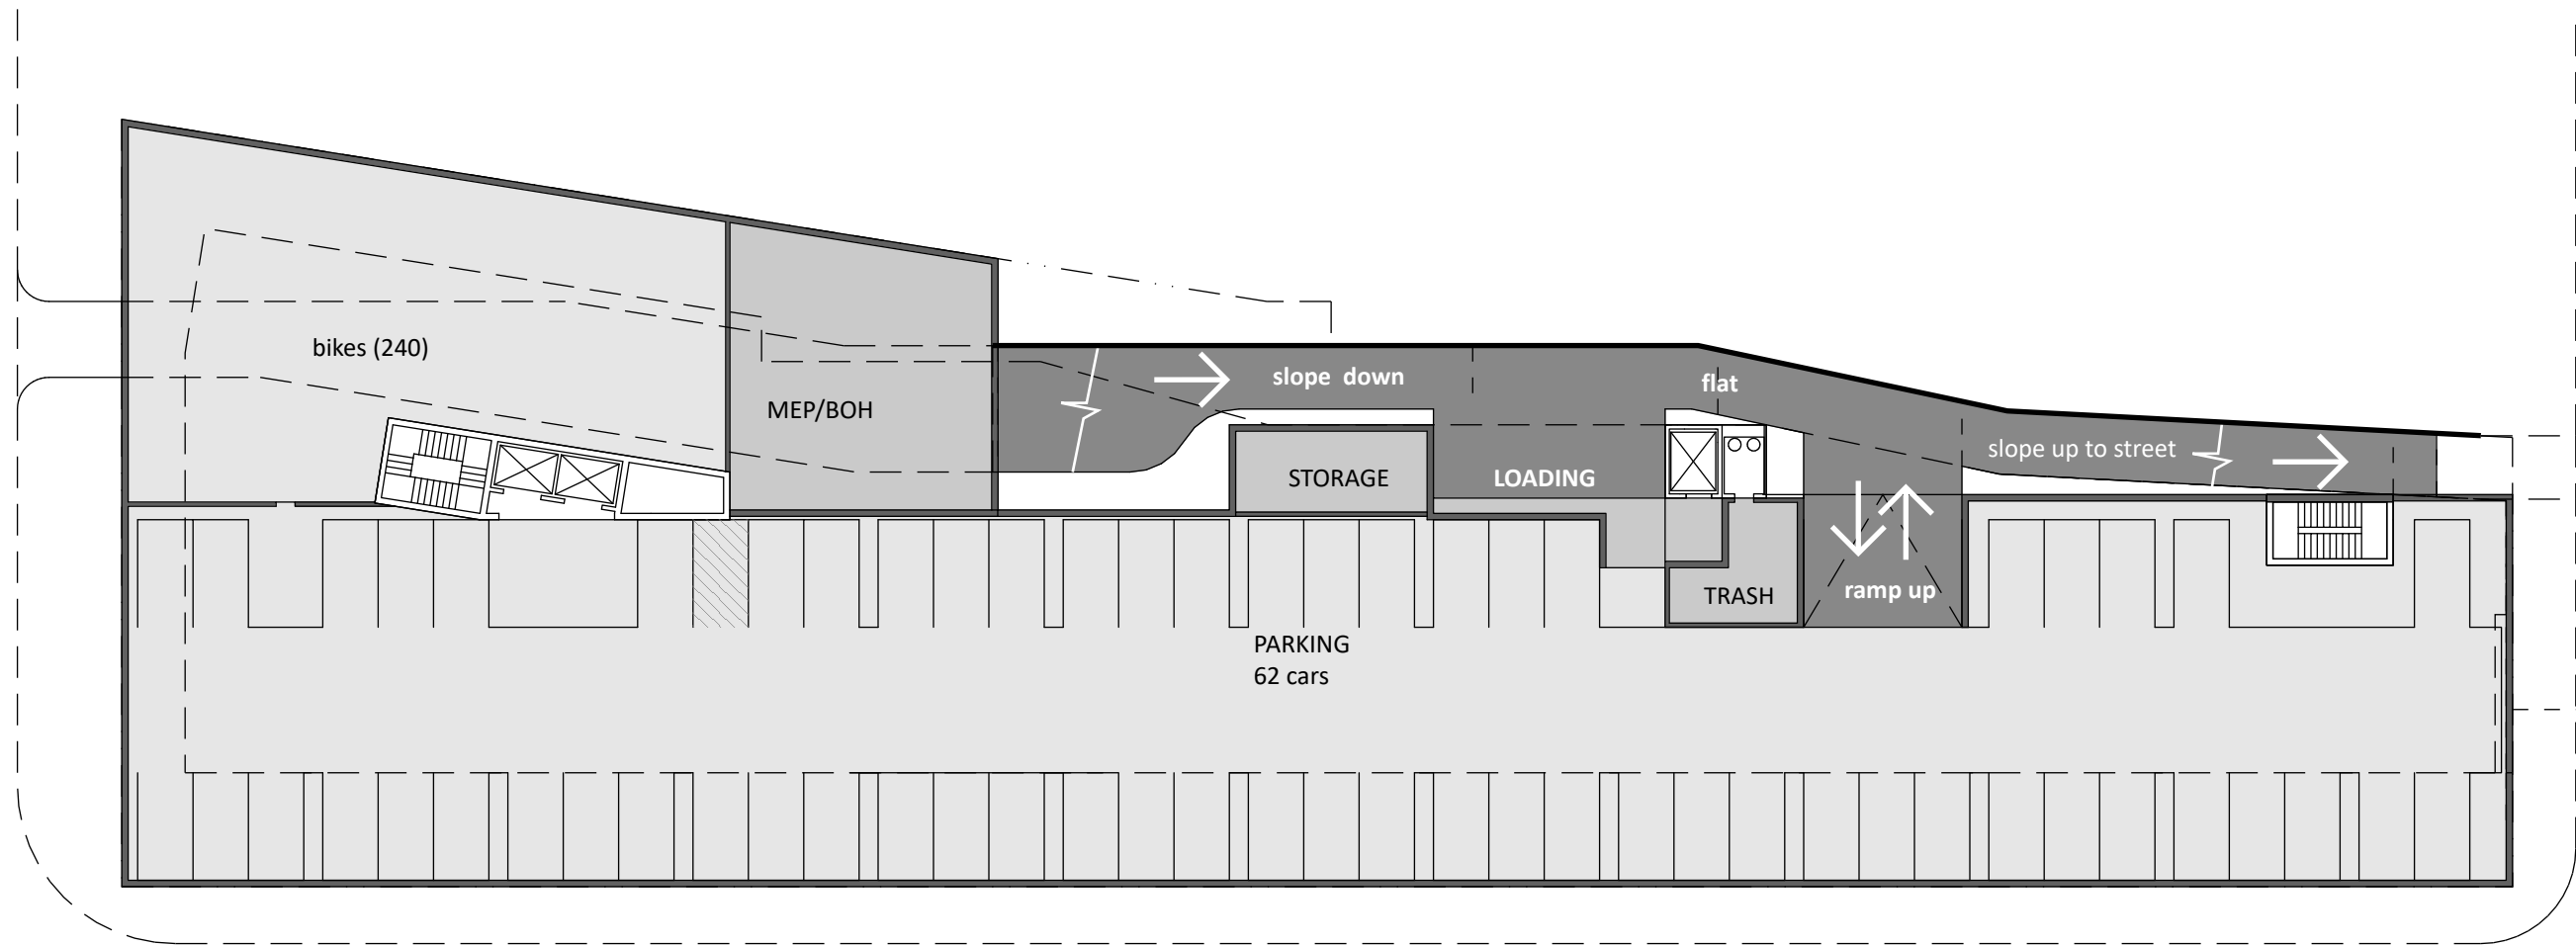 bikes (240)
MEP/BOH
slope down
flat
STORAGE
LOADING
slope up to street
TRASH
ramp up
PARKING
62 cars